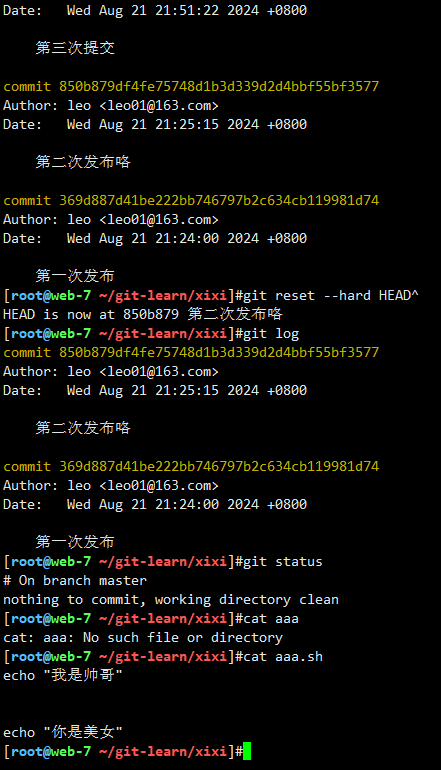 Date:   Wed Aug 21 21:51:22 2024 +0800
第三次提交
commit 850b879df4fe75748d1b3d339d2d4bbf55bf3577
Author: leo <leo01@163.com>
Date:   Wed Aug 21 21:25:15 2024 +0800
第二次发布咯
commit 369d887d41be222bb746797b2c634cb119981d74
Author: leo <leo01@163.com>
Date:   Wed Aug 21 21:24:00 2024 +0800
第一次发布
[root@web-7 ~/git-learn/xixi]#git reset --hard HEAD^
HEAD is now at 850b879 第二次发布咯
[root@web-7 ~/git-learn/xixi]#git log
commit 850b879df4fe75748d1b3d339d2d4bbf55bf3577
Author: leo <leo01@163.com>
Date:   Wed Aug 21 21:25:15 2024 +0800
第二次发布咯
commit 369d887d41be222bb746797b2c634cb119981d74
Author: leo <leo01@163.com>
Date:   Wed Aug 21 21:24:00 2024 +0800
第一次发布
[root@web-7 ~/git-learn/xixi]#git status
# On branch master
nothing to commit, working directory clean
[root@web-7 ~/git-learn/xixi]#cat aaa
cat: aaa: No such file or directory
[root@web-7 ~/git-learn/xixi]#cat aaa.sh
echo "我是帅哥"
echo "你是美女"
[root@web-7 ~/git-learn/xixi]#